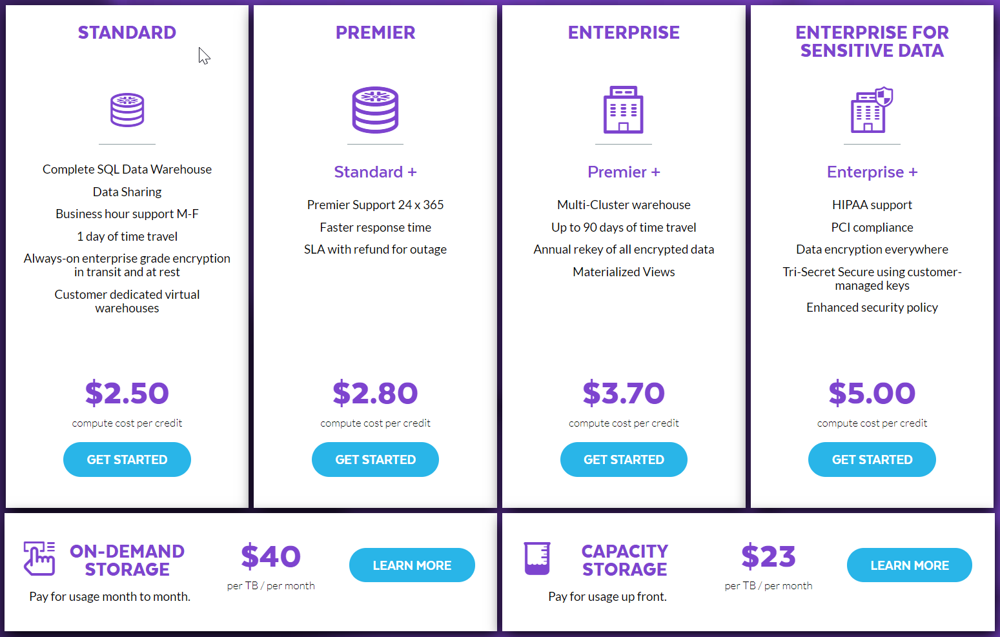 STANDARD
Complete SQL Data Warehouse
Data Sharing
Business hour support M-F
1 day of time travel
Always-on enterprise grade encryption
in transit and at rest
Customer dedicated virtual
warehouses
$2.50
compute cost per credit
GET STARTED
PREMIER
Standard +
Premier Support 24 x 365
Faster response time
SLA with refund for outage
$2.80
compute cost per credit
GET STARTED
ENTERPRISE
Premier +
Multi-Cluster warehouse
Up to 90 days of time travel
Annual rekey of all encrypted data
Materialized Views
$3.70
compute cost per credit
GET STARTED
ENTERPRISE FOR
SENSITIVE DATA
Enterprise +
HIPAA support
PCI compliance
Data encryption everywhere
Tri-Secret Secure using customer-
managed keys
Enhanced security policy
$5.00
compute cost per credit
GET STARTED
ON-DEMAND
STORAGE
Pay for usage month to month.
$40
per TB / per month
LEARN MORE
CAPACITY
STORAGE
Pay for usage up front.
$23
per TB / per month
LEARN MORE